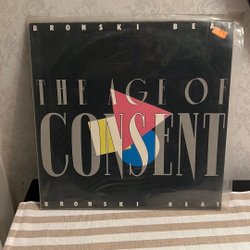 BRONSKI BEAT
THE AGE OF
CONSENT
BRONSKI BEAT